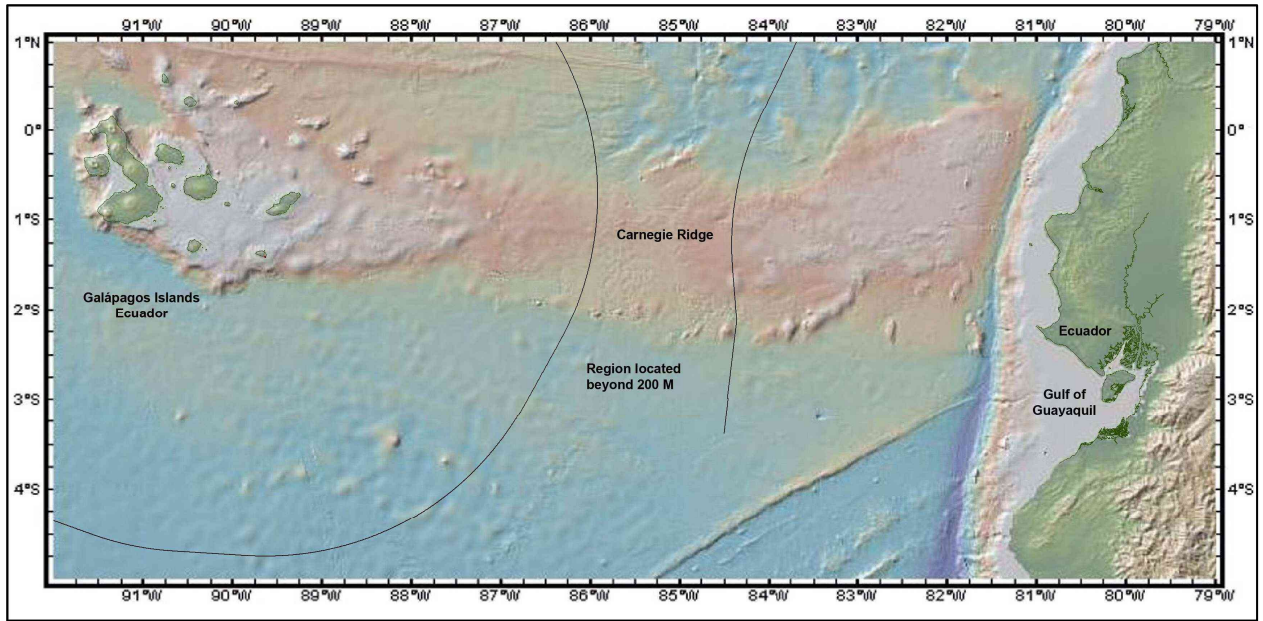 91°W 90°W 89°W 88°W 87°W 86°W 85°W 84°W 83°W 82°W 81°W 80°W 79°W
1°N 1°N
0° 0°
1°S 1°S
Carnegie Ridge
Galápagos Islands
Ecuador
2°S 2°S
Ecuador
Region located
beyond 200 M
3°S 3°S
Gulf of
Guayaquil
4°S 4°S
91°W 90°W 89°W 88°W 87°W 86°W 85°W 84°W 83°W 82°W 81°W 80°W 79°W